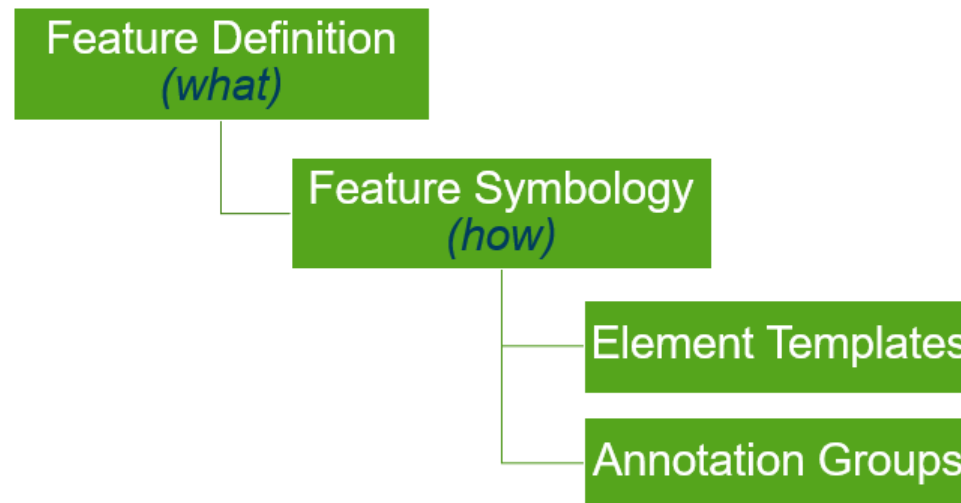 Feature Definition
(what)
Feature Symbology
(how)
Element Templates
Annotation Groups